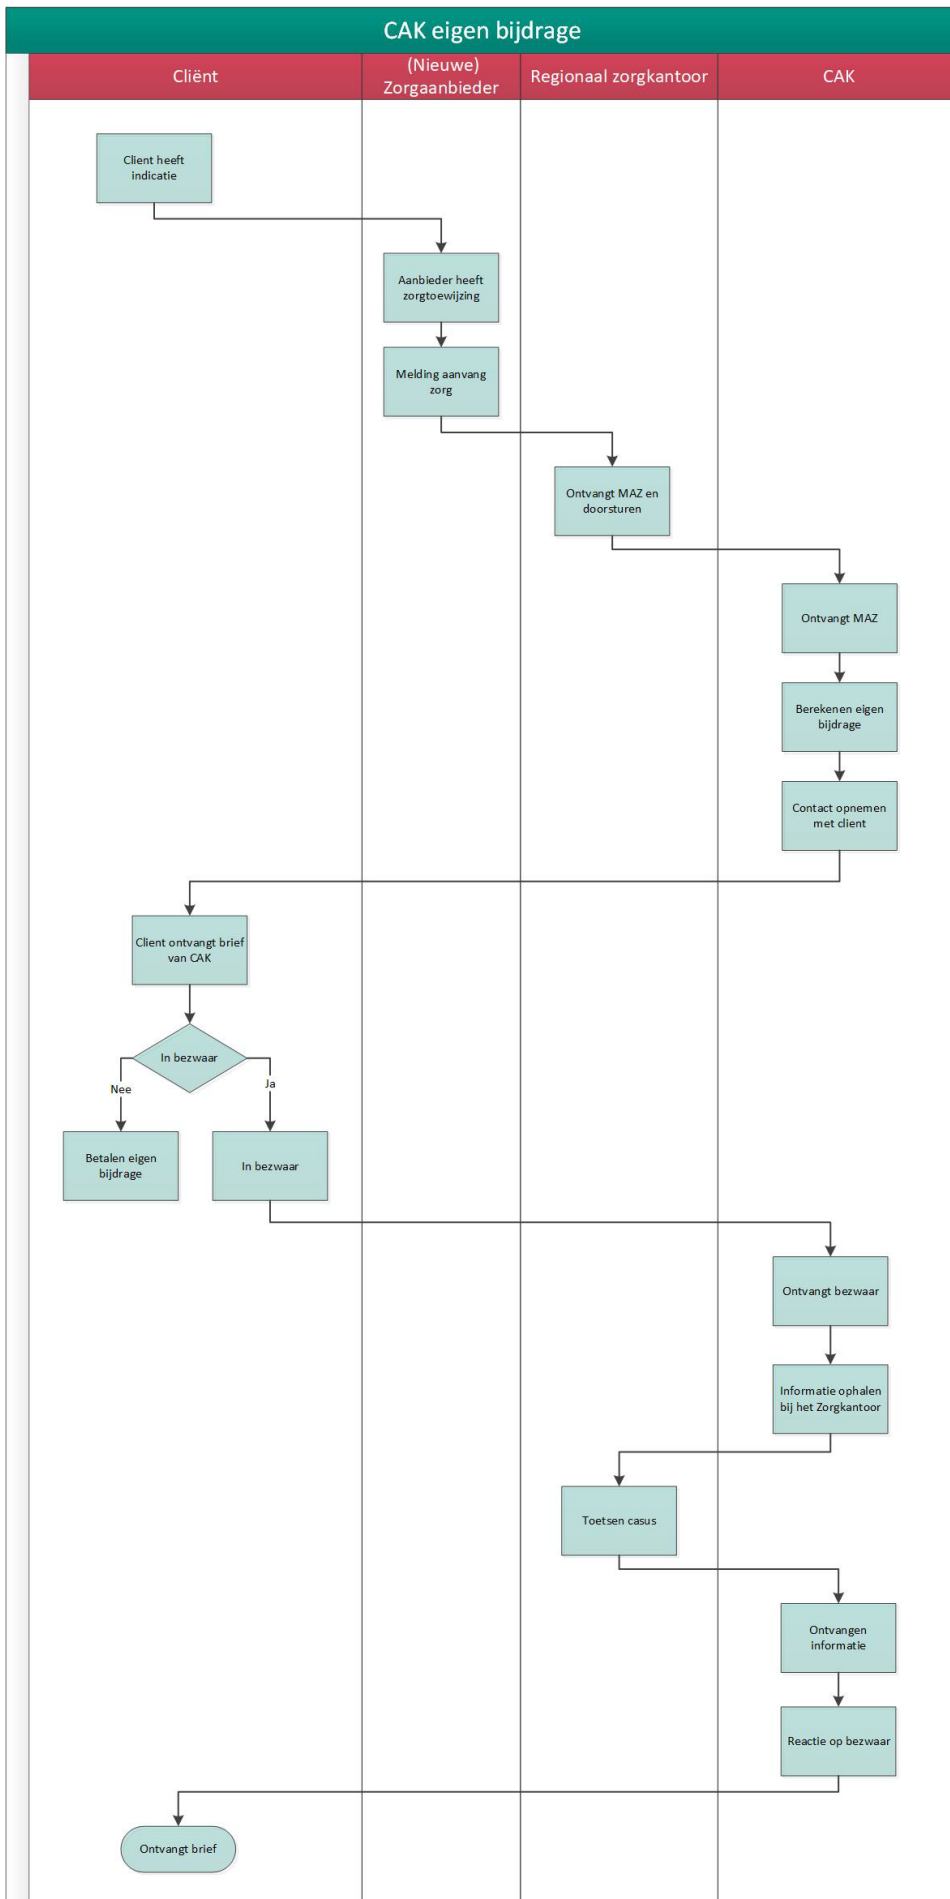 CAK eigen bijdrage
Cliënt
(Nieuwe)
Zorgaanbieder
Regionaal zorgkantoor
CAK
Client heeft
indicatie
Aanbieder heeft
zorgtoewijzing
Melding aanvang
zorg
Ontvangt MAZ en
doorsturen
Ontvangt MAZ
Berekenen eigen
bijdrage
Contact opnemen
met client
Client ontvangt brief
van CAK
In bezwaar
Nee
Ja
Betalen eigen
bijdrage
In bezwaar
Ontvangt bezwaar
Informatie ophalen
bij het Zorgkantoor
Toetsen casus
Ontvangen
informatie
Reactie op bezwaar
Ontvangt brief